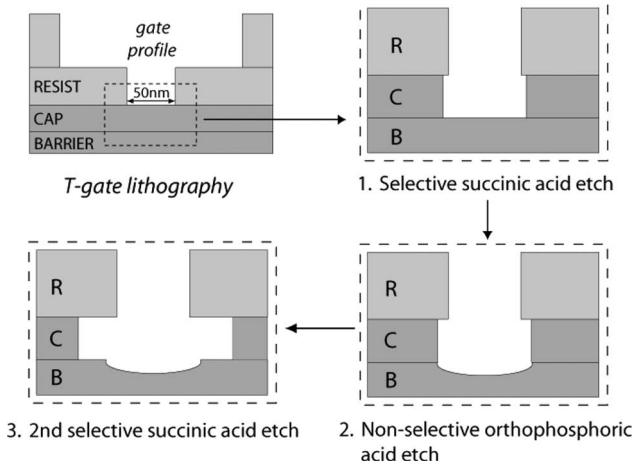 gate
profile
RESIST
50nm
CAP
BARRIER
T-gate lithography
R
C
B
1. Selective succinic acid etch
R
C
B
3. 2nd selective succinic acid etch
R
C
B
2. Non-selective orthophosphoric
acid etch